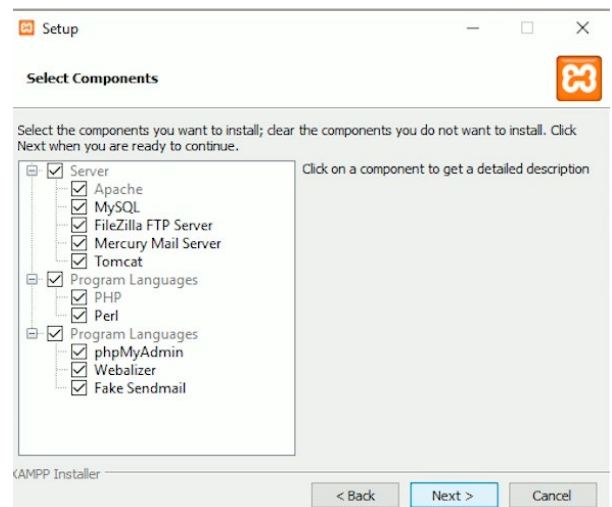 Setup
Select Components
Select the components you want to install; clear the components you do not want to install. Click
Next when you are ready to continue.
Server
Apache
MySQL
FileZilla FTP Server
Mercury Mail Server
Tomcat
Program Languages
PHP
Perl
Program Languages
phpMyAdmin
Webalizer
Fake Sendmail
Click on a component to get a detailed description
XAMPP Installer
< Back
Next >
Cancel